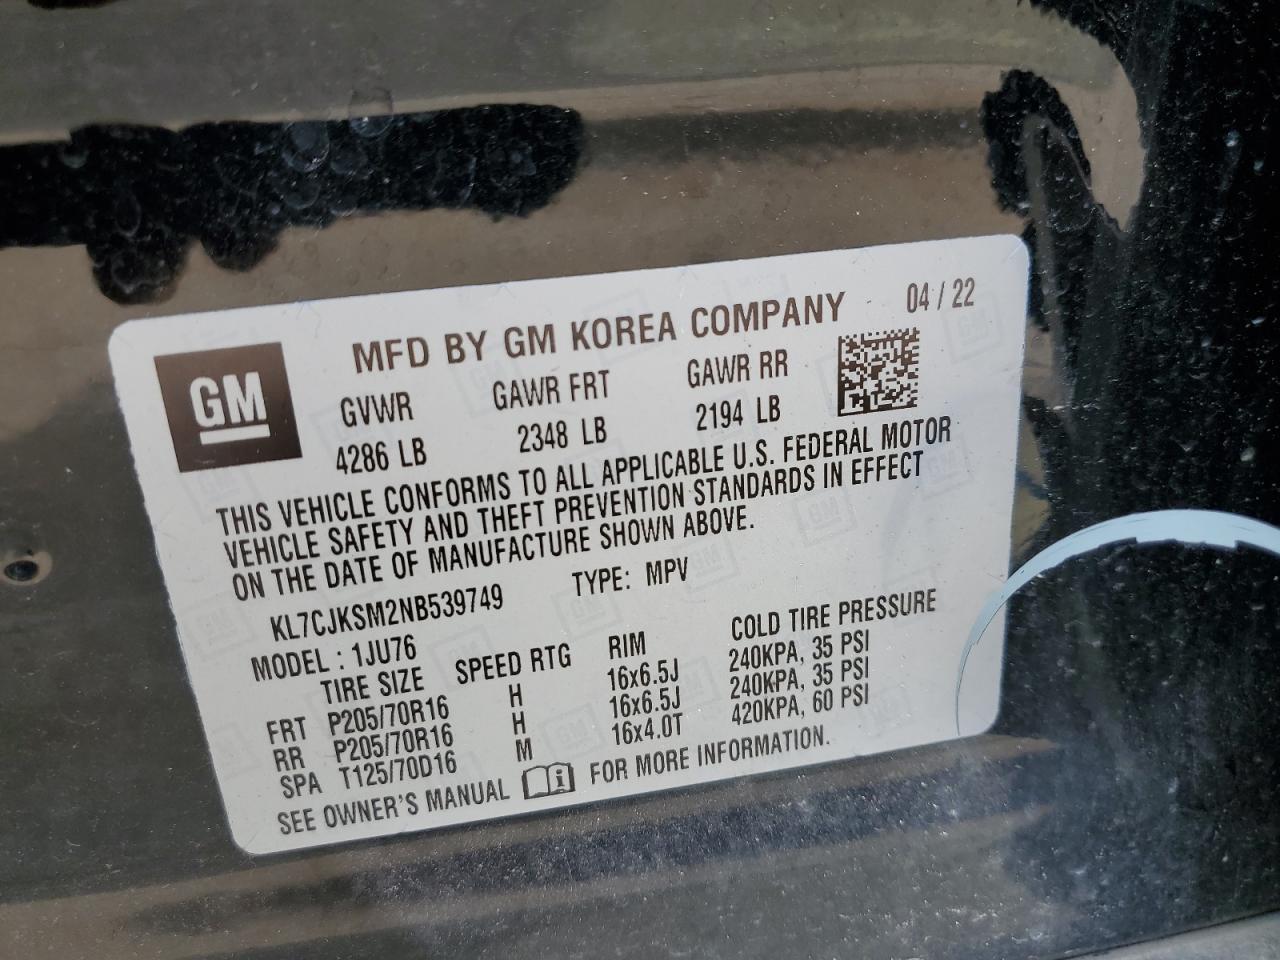 MFD BY GM KOREA COMPANY 04 / 22
GM
GVWR GAWR FRT GAWR RR
4286 LB 2348 LB 2194 LB
THIS VEHICLE CONFORMS TO ALL APPLICABLE U.S. FEDERAL MOTOR
VEHICLE SAFETY AND THEFT PREVENTION STANDARDS IN EFFECT
ON THE DATE OF MANUFACTURE SHOWN ABOVE.
KL7CJKSM2NB539749 TYPE: MPV
MODEL : 1JU76
TIRE SIZE SPEED RTG RIM COLD TIRE PRESSURE
FRT P205/70R16 H 16x6.5J 240KPA, 35 PSI
RR P205/70R16 H 16x6.5J 240KPA, 35 PSI
SPA T125/70D16 M 16x4.0T 420KPA, 60 PSI
SEE OWNER'S MANUAL i FOR MORE INFORMATION.